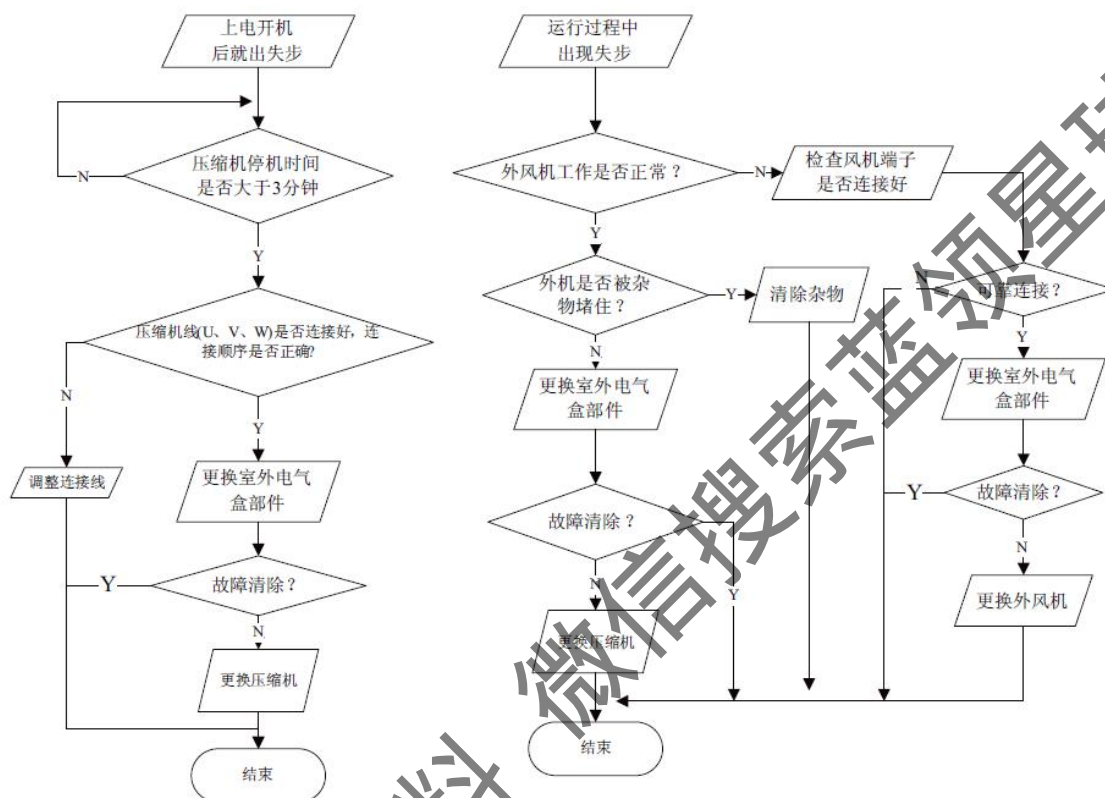 上电开机
后就出失步
压缩机停机时间
是否大于3分钟
N
Y
压缩机线(U、V、W)是否连接好，连
接顺序是否正确?
N
Y
调整连接线
更换室外电气
盒部件
故障清除？
Y
N
更换压缩机
结束
运行过程中
出现失步
外风机工作是否正常？
N
检查风机端子
是否连接好
Y
外机是否被杂
物堵住？
Y
清除杂物
N
可靠连接？
N
Y
更换室外电气
盒部件
更换室外电气
盒部件
故障清除？
Y
N
故障清除？
Y
N
更换压缩机
更换外风机
结束
料 微信搜索蓝领星球